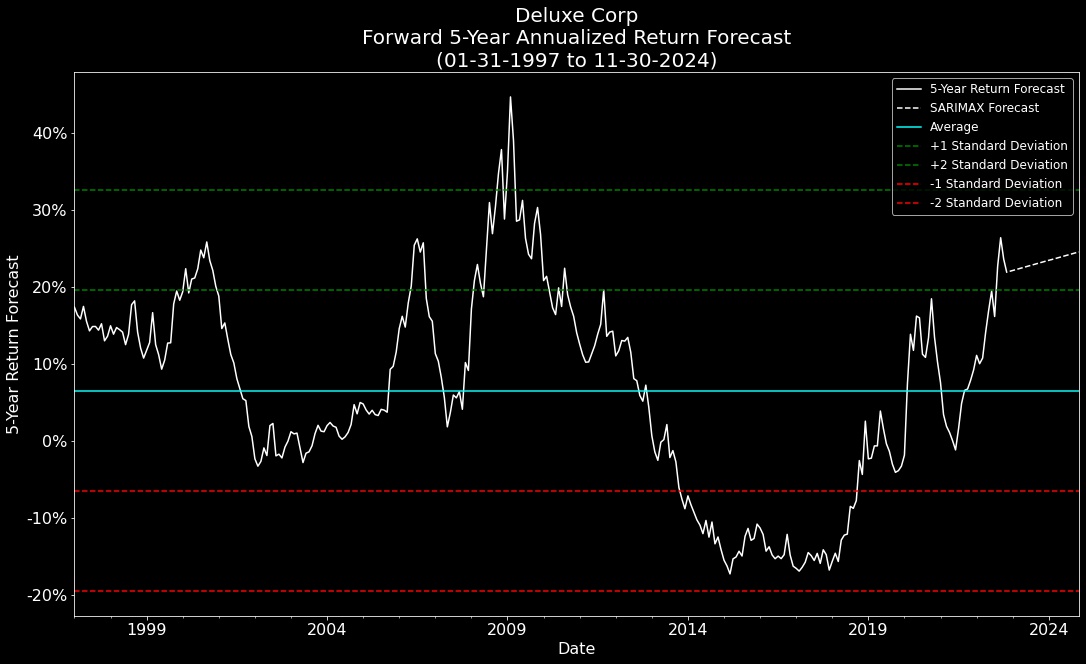 Deluxe Corp
Forward 5-Year Annualized Return Forecast
(01-31-1997 to 11-30-2024)
5-Year Return Forecast
SARIMAX Forecast
Average
+1 Standard Deviation
+2 Standard Deviation
-1 Standard Deviation
-2 Standard Deviation
5-Year Return Forecast
40%
30%
20%
10%
0%
-10%
-20%
1999
2004
2009
2014
2019
2024
Date